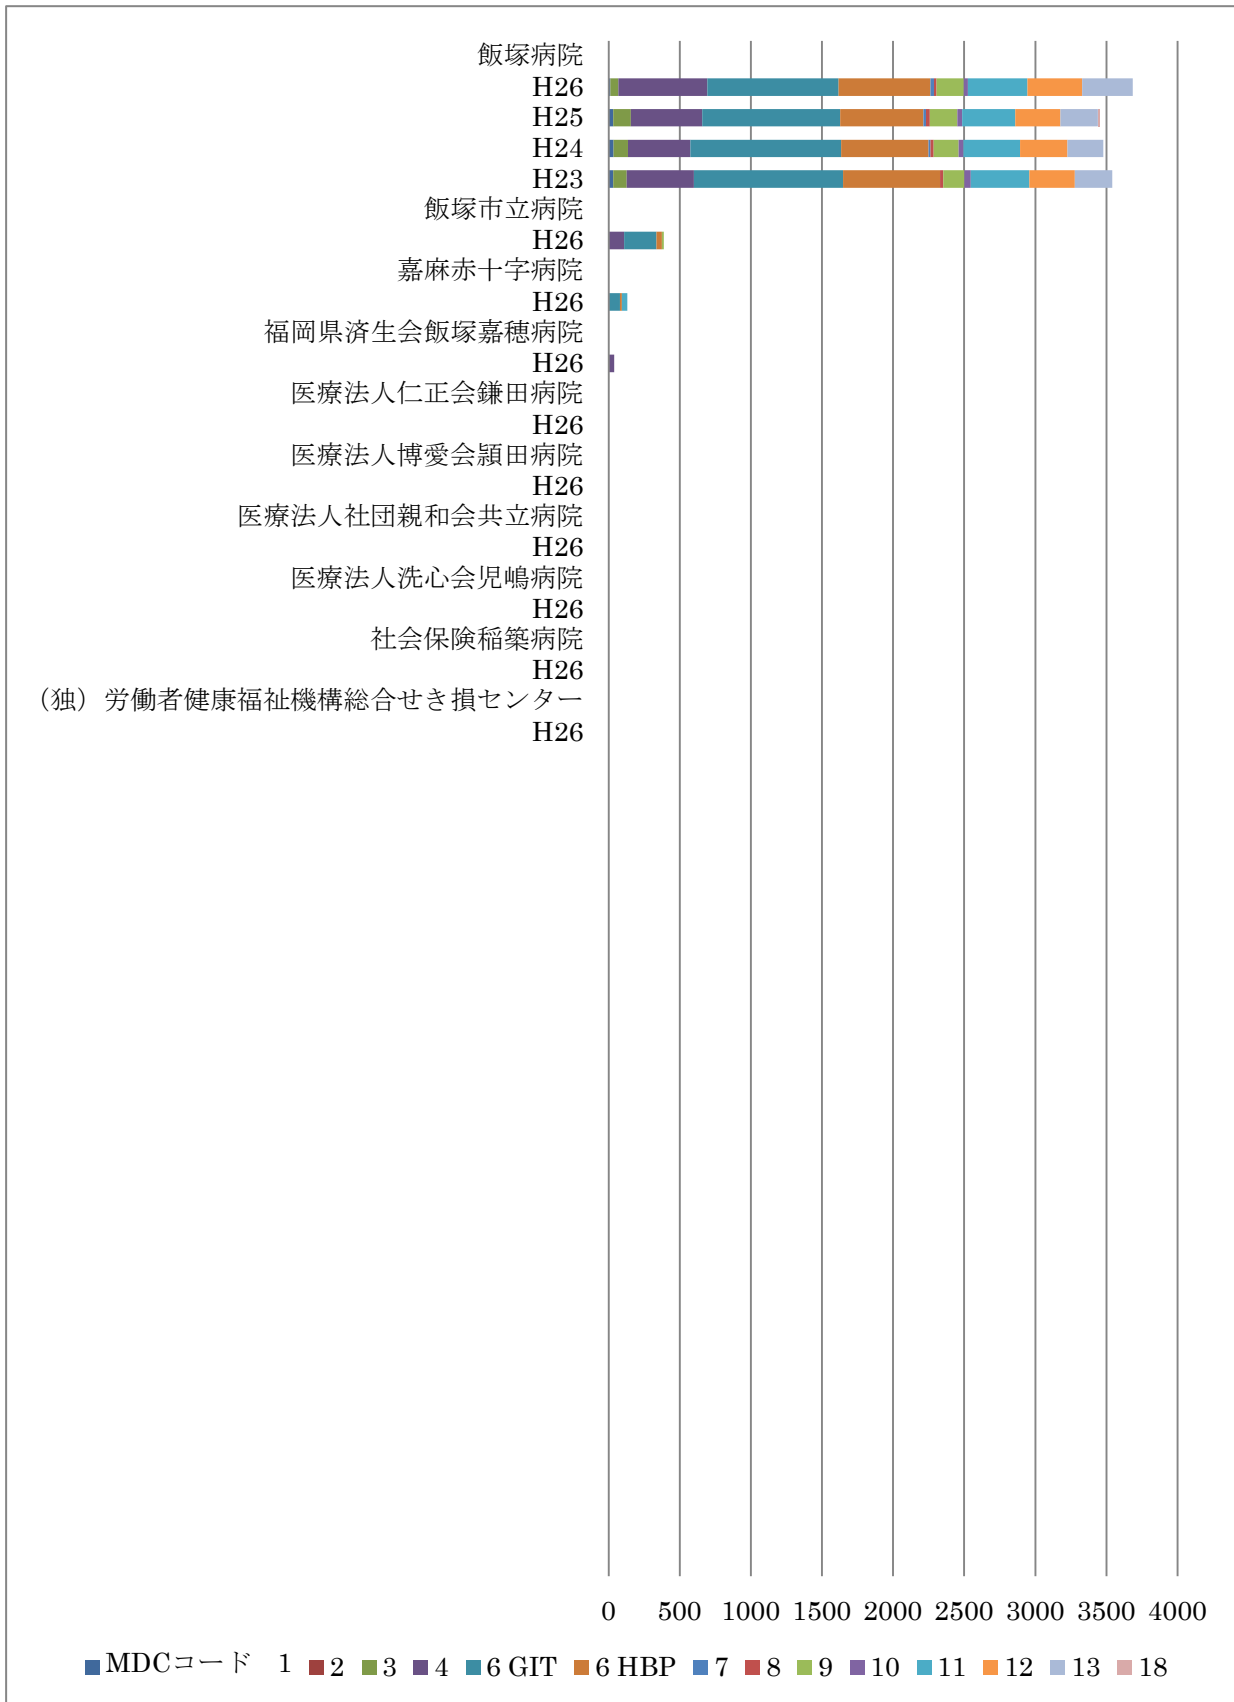 飯塚病院
H26
H25
H24
H23
飯塚市立病院
H26
嘉麻赤十字病院
H26
福岡県済生会飯塚嘉穂病院
H26
医療法人仁正会鎌田病院
H26
医療法人博愛会頴田病院
H26
医療法人社団親和会共立病院
H26
医療法人洗心会児嶋病院
H26
社会保険稲築病院
H26
（独）労働者健康福祉機構総合せき損センター
H26
0 500 1000 1500 2000 2500 3000 3500 4000
MDCコード 1 2 3 4 6 GIT 6 HBP 7 8 9 10 11 12 13 18